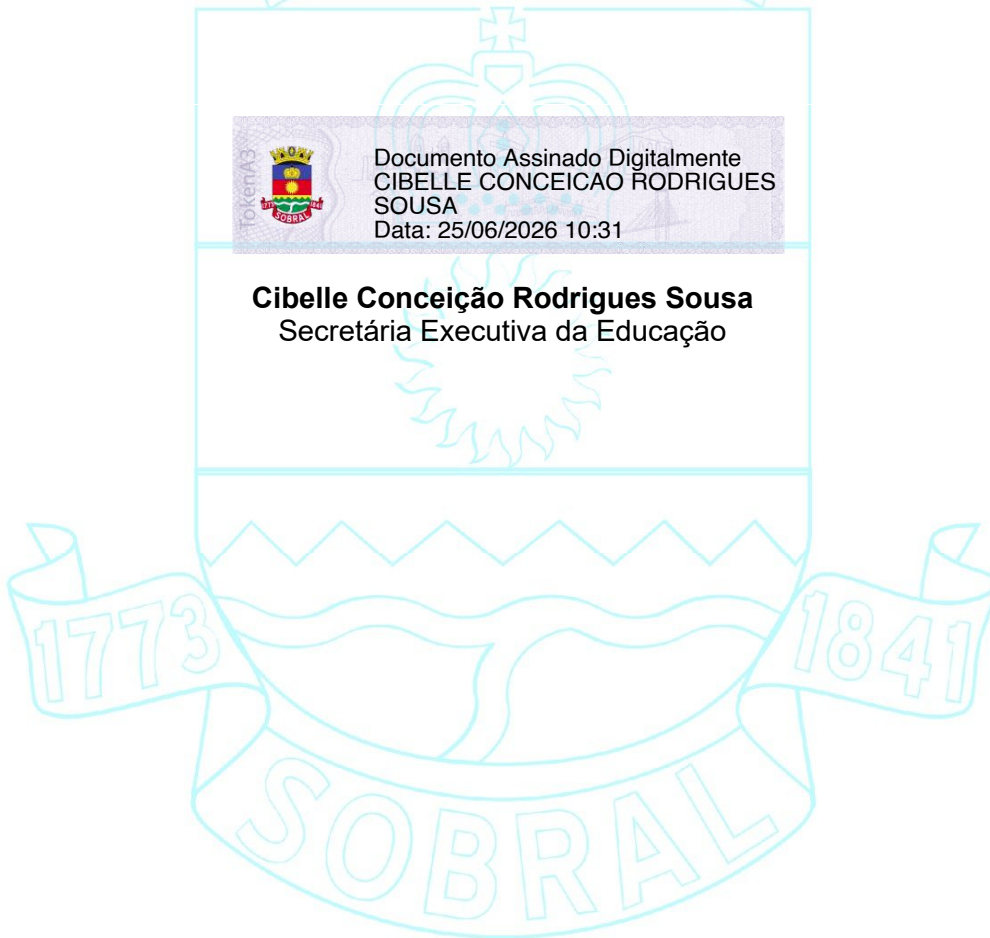 TokenA3
1773 1841
SOBRAL
Documento Assinado Digitalmente
CIBELLE CONCEICAO RODRIGUES
SOUSA
Data: 25/06/2026 10:31
Cibelle Conceição Rodrigues Sousa
Secretária Executiva da Educação
1773
1841
SOBRAL